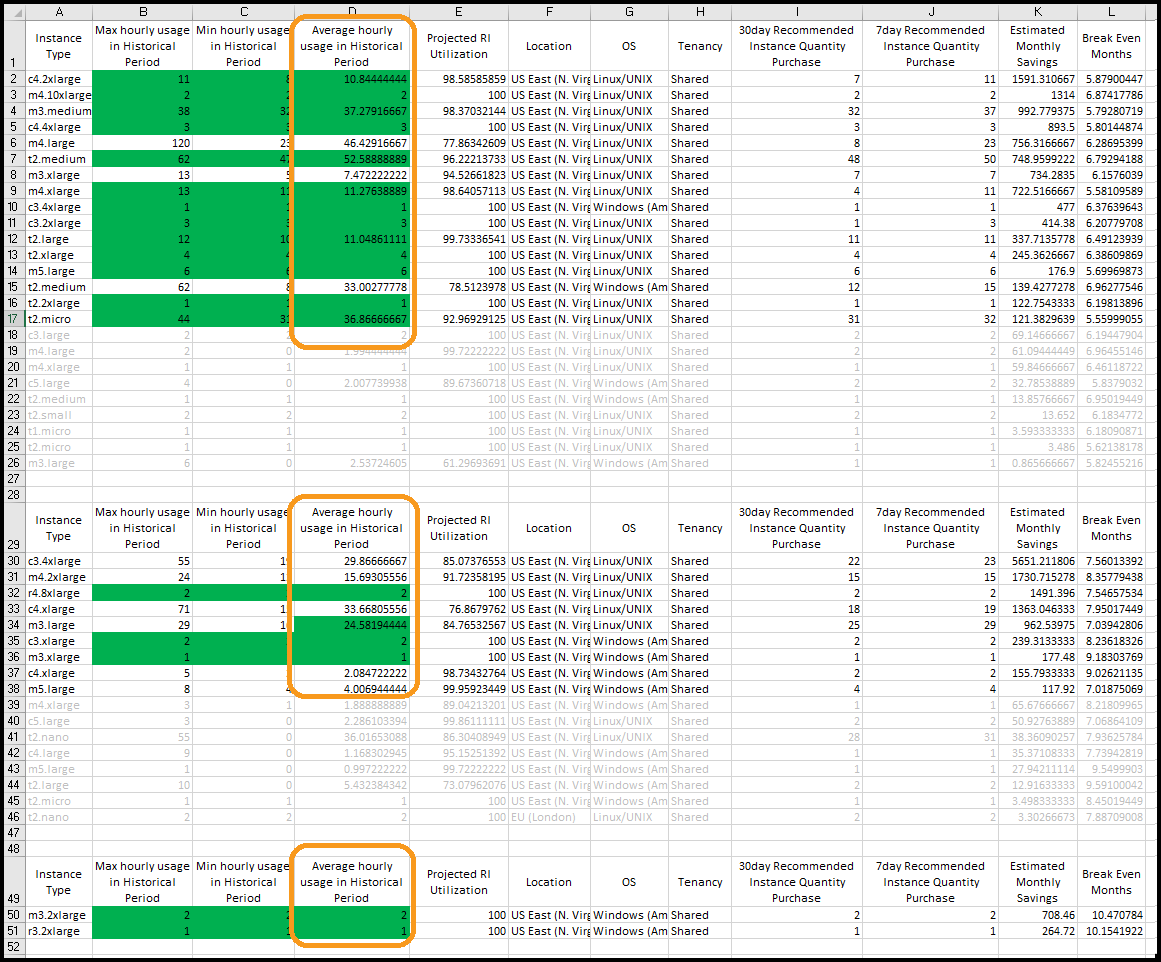 A B C D E F G H I J K L
Max hourly usage Min hourly usage Average hourly 30day Recommended 7day Recommended Estimated
Instance in Historical in Historical usage in Historical Projected RI Location OS Tenancy Instance Quantity Instance Quantity Monthly Break Even
1 Type Period Period Period Utilization Purchase Purchase Savings Months
2 c4.2xlarge 11 8 10.84444444 98.58585859 US East (N. Virg Linux/UNIX Shared 7 11 1591.310667 5.87900447
3 m4.10xlarge 2 2 2 100 US East (N. Virg Linux/UNIX Shared 2 2 1314 6.87417786
4 m3.medium 38 32 37.27916667 98.37032144 US East (N. Virg Linux/UNIX Shared 32 37 992.779375 5.79280719
5 c4.4xlarge 3 3 3 100 US East (N. Virg Linux/UNIX Shared 3 3 893.5 5.80144874
6 m4.large 120 23 46.42916667 77.86342609 US East (N. Virg Linux/UNIX Shared 8 23 756.3166667 6.28695399
7 t2.medium 62 47 52.58888889 96.22213733 US East (N. Virg Linux/UNIX Shared 48 50 748.9599222 6.79294188
8 m3.xlarge 13 5 7.472222222 94.52661823 US East (N. Virg Linux/UNIX Shared 7 7 734.2835 6.1576039
9 m4.xlarge 13 11 11.27638889 98.64057113 US East (N. Virg Linux/UNIX Shared 4 11 722.5166667 5.58109589
10 c3.4xlarge 1 1 100 US East (N. Virg Windows (Am Shared 1 1 477 6.37639643
11 c3.2xlarge 3 3 3 100 US East (N. Virg Linux/UNIX Shared 1 3 414.38 6.20779708
12 t2.large 12 10 11.04861111 99.73336541 US East (N. Virg Linux/UNIX Shared 11 11 337.7135778 6.49123939
13 t2.xlarge 4 4 4 100 US East (N. Virg Linux/UNIX Shared 4 4 245.3626667 6.38609869
14 m5.large 6 6 6 100 US East (N. Virg Linux/UNIX Shared 6 6 176.9 5.69969873
15 t2.medium 62 8 33.00277778 78.5123978 US East (N. Virg Windows (Am Shared 12 15 139.4277278 6.96277546
16 t2.2xlarge 1 1 100 US East (N. Virg Linux/UNIX Shared 1 1 122.7543333 6.19813896
17 t2.micro 44 31 36.86666667 92.96929125 US East (N. Virg Linux/UNIX Shared 31 32 121.3829639 5.55999055
18 c3.large 2 2 100 US East (N. Virg Linux/UNIX Shared 2 2 69.14666667 6.19447904
19 m4.large 2 0 1.994444444 99.72222222 US East (N. Virg Linux/UNIX Shared 2 2 61.09444449 6.96455146
20 m4.xlarge 1 1 1 100 US East (N. Virg Linux/UNIX Shared 1 1 59.84666667 6.46118722
21 c5.large 4 0 2.007739938 89.67360718 US East (N. Virg Windows (Am Shared 2 2 32.78538889 5.8379032
22 t2.medium 1 1 1 100 US East (N. Virg Windows (Am Shared 1 1 13.85766667 6.95019449
23 t2.small 2 2 2 100 US East (N. Virg Linux/UNIX Shared 2 2 13.652 6.1834772
24 t1.micro 1 1 1 100 US East (N. Virg Linux/UNIX Shared 1 1 3.593333333 6.18090871
25 t2.micro 1 1 1 100 US East (N. Virg Linux/UNIX Shared 1 1 3.486 5.62138178
26 m3.large 6 0 2.53724605 61.29693691 US East (N. Virg Windows (Am Shared 1 1 0.865666667 5.82455216
27
28
Max hourly usage Min hourly usage Average hourly 30day Recommended 7day Recommended Estimated
Instance in Historical in Historical usage in Historical Projected RI Location OS Tenancy Instance Quantity Instance Quantity Monthly Break Even
29 Type Period Period Period Utilization Purchase Purchase Savings Months
30 c3.4xlarge 55 29.86666667 85.07376553 US East (N. Virg Linux/UNIX Shared 22 23 5651.211806 7.56013392
31 m4.2xlarge 24 15.69305556 91.72358195 US East (N. Virg Linux/UNIX Shared 15 15 1730.715278 8.35779438
32 r4.8xlarge 2 2 100 US East (N. Virg Linux/UNIX Shared 2 2 1491.396 7.54657534
33 c4.xlarge 71 33.66805556 76.8679762 US East (N. Virg Linux/UNIX Shared 18 19 1363.046333 7.95017449
34 m3.large 29 24.58194444 84.76532567 US East (N. Virg Linux/UNIX Shared 25 29 962.53975 7.03942806
35 c3.xlarge 2 2 100 US East (N. Virg Windows (Am Shared 2 2 239.3133333 8.23618326
36 m3.xlarge 1 1 100 US East (N. Virg Windows (Am Shared 1 1 177.48 9.18303769
37 c4.xlarge 5 2.084722222 98.73432764 US East (N. Virg Windows (Am Shared 2 2 155.7933333 9.02621135
38 m5.large 8 4 4.006944444 99.95923449 US East (N. Virg Windows (Am Shared 4 4 117.92 7.01875069
39 m4.xlarge 3 1 1.888888889 89.04213201 US East (N. Virg Windows (Am Shared 1 1 65.67666667 8.21809965
40 c5.large 3 0 2.286103394 99.86111111 US East (N. Virg Linux/UNIX Shared 2 2 50.92763889 7.06864109
41 t2.nano 55 0 36.01653088 86.30408949 US East (N. Virg Linux/UNIX Shared 28 31 38.36090257 7.93625784
42 c4.large 9 0 1.168302945 95.15251392 US East (N. Virg Windows (Am Shared 1 1 35.37108333 7.73942819
43 m5.large 1 0 0.997222222 99.72222222 US East (N. Virg Windows (Am Shared 1 1 27.94211114 9.5499903
44 t2.large 10 0 5.432384342 73.07962076 US East (N. Virg Windows (Am Shared 2 2 12.91633333 9.59100042
45 t2.micro 1 1 1 100 US East (N. Virg Windows (Am Shared 1 1 3.498333333 8.45019449
46 t2.nano 2 2 2 100 EU (London) Linux/UNIX Shared 2 2 3.30266673 7.88709008
47
48
Max hourly usage Min hourly usage Average hourly 30day Recommended 7day Recommended Estimated
Instance in Historical in Historical usage in Historical Projected RI Location OS Tenancy Instance Quantity Instance Quantity Monthly Break Even
49 Type Period Period Period Utilization Purchase Purchase Savings Months
50 m3.2xlarge 2 2 2 100 US East (N. Virg Windows (Am Shared 2 2 708.46 10.470784
51 r3.2xlarge 1 1 100 US East (N. Virg Windows (Am Shared 1 1 264.72 10.1541922
52